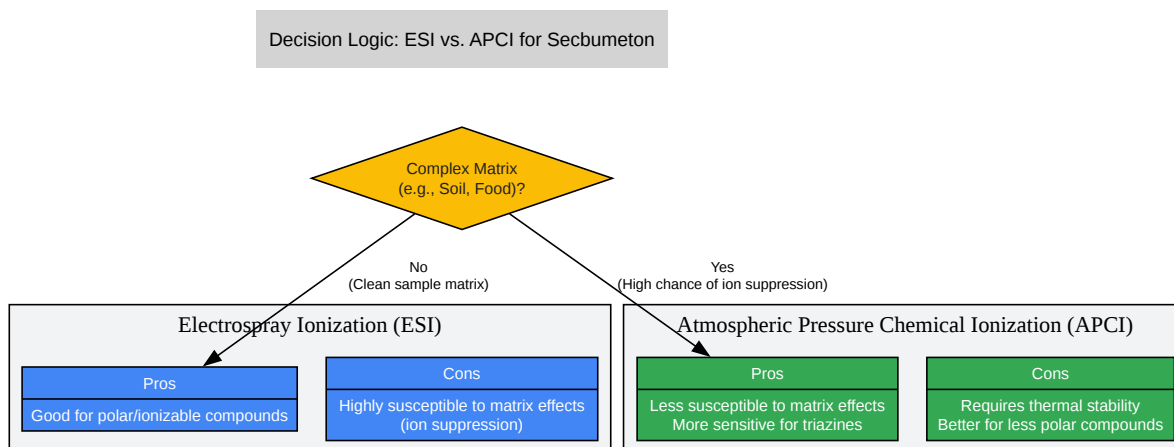 Decision Logic: ESI vs. APCI for Secbumeton
Complex Matrix
(e.g., Soil, Food)?
No
(Clean sample matrix)
Yes
(High chance of ion suppression)
Electrospray Ionization (ESI)
Pros
Good for polar/ionizable compounds
Cons
Highly susceptible to matrix effects
(ion suppression)
Atmospheric Pressure Chemical Ionization (APCI)
Pros
Less susceptible to matrix effects
More sensitive for triazines
Cons
Requires thermal stability
Better for less polar compounds